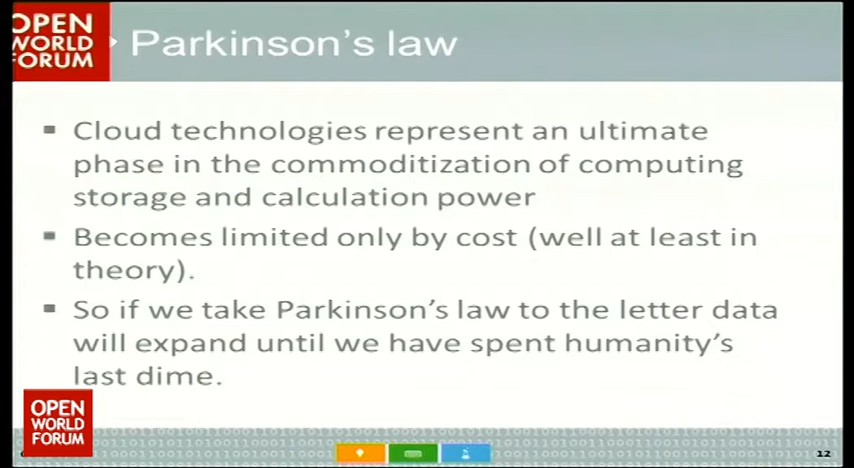 OPEN
WORLD
FORUM
Parkinson's law
Cloud technologies represent an ultimate
phase in the commoditization of computing
storage and calculation power
Becomes limited only by cost (well at least in
theory).
So if we take Parkinson's law to the letter data
will expand until we have spent humanity's
last dime.
OPEN
WORLD
FORUM
12